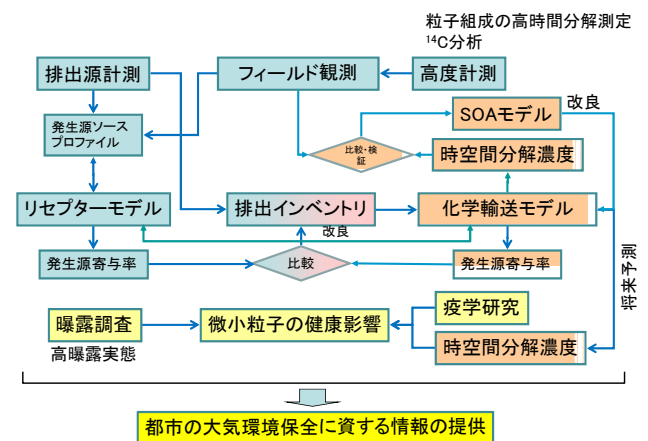 粒子組成の高時間分解測定
¹⁴C分析
排出源計測
フィールド観測
高度計測
発生源ソース
プロファイル
SOAモデル
改良
比較・検
証
時空間分解濃度
リセプターモデル
排出インベントリ
化学輸送モデル
改良
発生源寄与率
比較
発生源寄与率
将来予測
曝露調査
高曝露実態
微小粒子の健康影響
疫学研究
時空間分解濃度
都市の大気環境保全に資する情報の提供